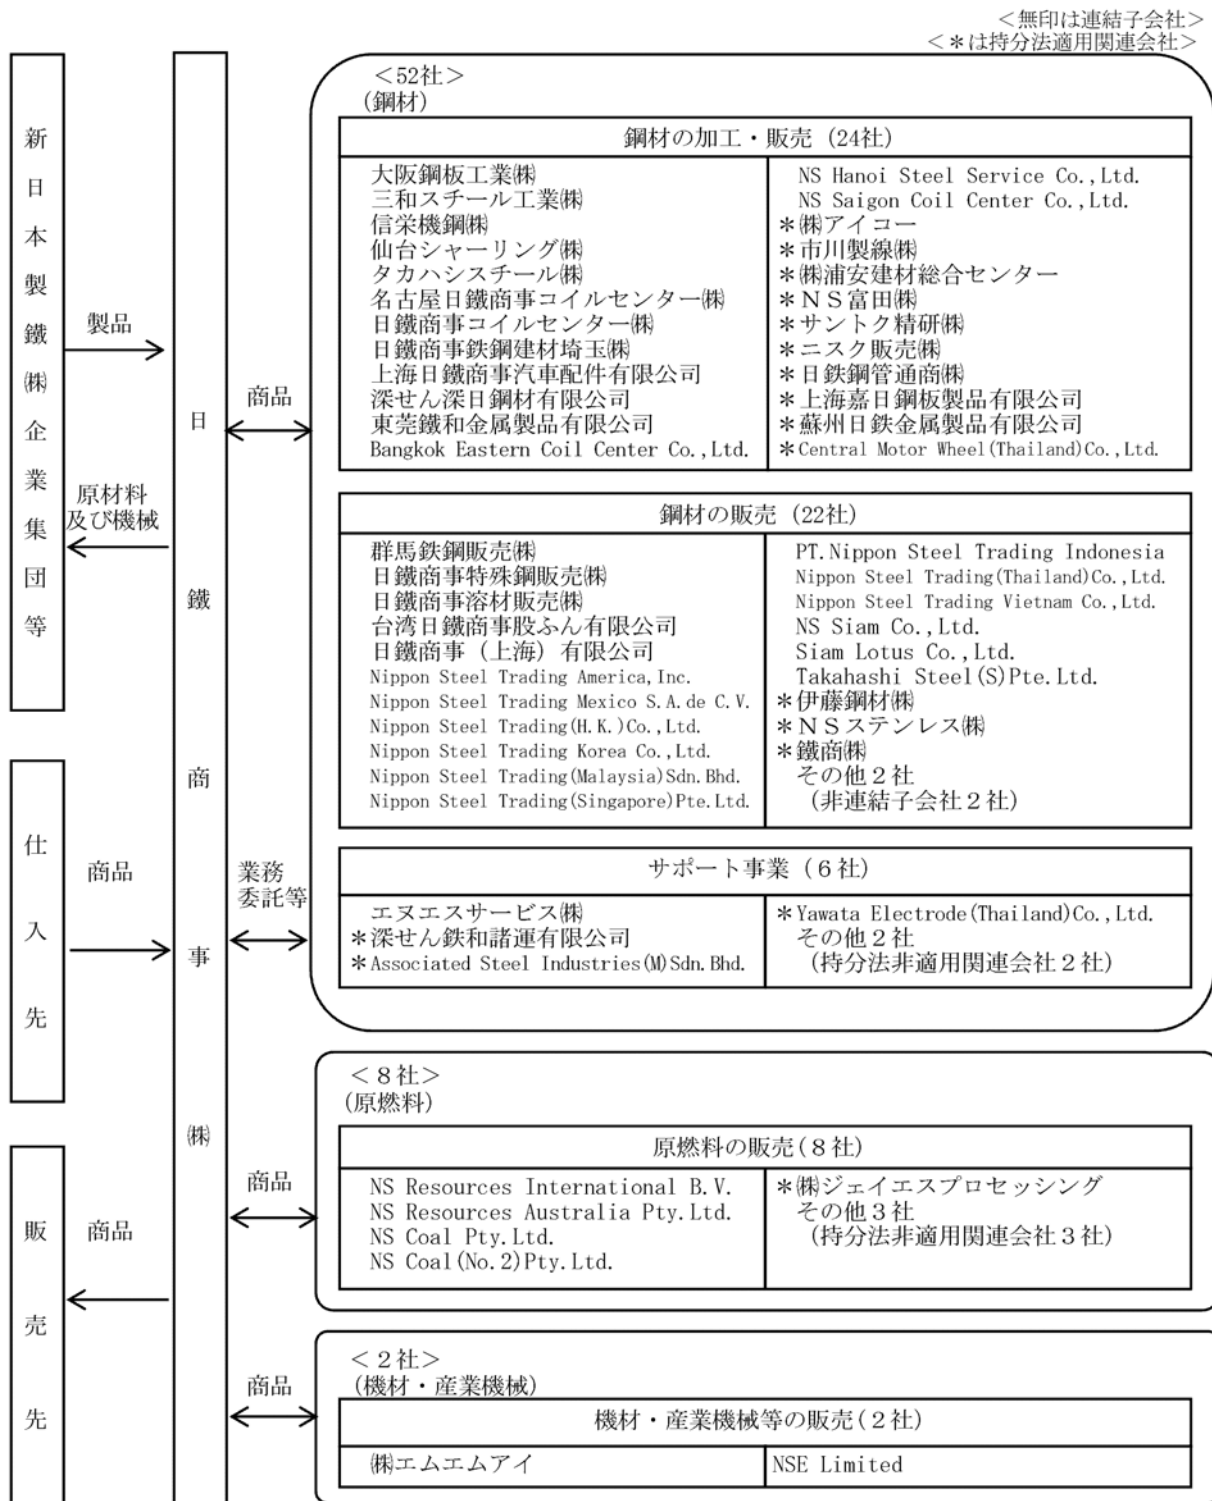 ＜無印は連結子会社＞
＜＊は持分法適用関連会社＞
新日本製鐵㈱企業集団等
製品
原材料
及び機械
仕入先
商品
販売先
商品
日鐵商事㈱
商品
業務
委託等
商品
商品
＜52社＞
(鋼材)
鋼材の加工・販売 (24社)
大阪鋼板工業㈱
三和スチール工業㈱
信栄機鋼㈱
仙台シャーリング㈱
タカハシスチール㈱
名古屋日鐵商事コイルセンター㈱
日鐵商事コイルセンター㈱
日鐵商事鉄鋼建材埼玉㈱
上海日鐵商事汽車配件有限公司
深せん深日鋼材有限公司
東莞鐵和金属製品有限公司
Bangkok Eastern Coil Center Co.,Ltd.
NS Hanoi Steel Service Co.,Ltd.
NS Saigon Coil Center Co.,Ltd.
＊㈱アイコー
＊市川製線㈱
＊㈱浦安建材総合センター
＊ＮＳ富田㈱
＊サントク精研㈱
＊ニスク販売㈱
＊日鉄鋼管通商㈱
＊上海嘉日鋼板製品有限公司
＊蘇州日鉄金属製品有限公司
＊Central Motor Wheel(Thailand)Co.,Ltd.
鋼材の販売 (22社)
群馬鉄鋼販売㈱
日鐵商事特殊鋼販売㈱
日鐵商事溶材販売㈱
台湾日鐵商事股ふん有限公司
日鐵商事（上海）有限公司
Nippon Steel Trading America,Inc.
Nippon Steel Trading Mexico S.A.de C.V.
Nippon Steel Trading(H.K.)Co.,Ltd.
Nippon Steel Trading Korea Co.,Ltd.
Nippon Steel Trading(Malaysia)Sdn.Bhd.
Nippon Steel Trading(Singapore)Pte.Ltd.
PT.Nippon Steel Trading Indonesia
Nippon Steel Trading(Thailand)Co.,Ltd.
Nippon Steel Trading Vietnam Co.,Ltd.
NS Siam Co.,Ltd.
Siam Lotus Co.,Ltd.
Takahashi Steel(S)Pte.Ltd.
＊伊藤鋼材㈱
＊ＮＳステンレス㈱
＊鐵商㈱
その他２社
（非連結子会社２社）
サポート事業 (６社)
エヌエスサービス㈱
＊深せん鉄和諸運有限公司
＊Associated Steel Industries(M)Sdn.Bhd.
＊Yawata Electrode(Thailand)Co.,Ltd.
その他２社
（持分法非適用関連会社２社）
＜８社＞
(原燃料)
原燃料の販売(８社)
NS Resources International B.V.
NS Resources Australia Pty.Ltd.
NS Coal Pty.Ltd.
NS Coal(No.2)Pty.Ltd.
＊㈱ジェイエスプロセッシング
その他３社
（持分法非適用関連会社３社）
＜２社＞
(機材・産業機械)
機材・産業機械等の販売(２社)
㈱エムエムアイ
NSE Limited